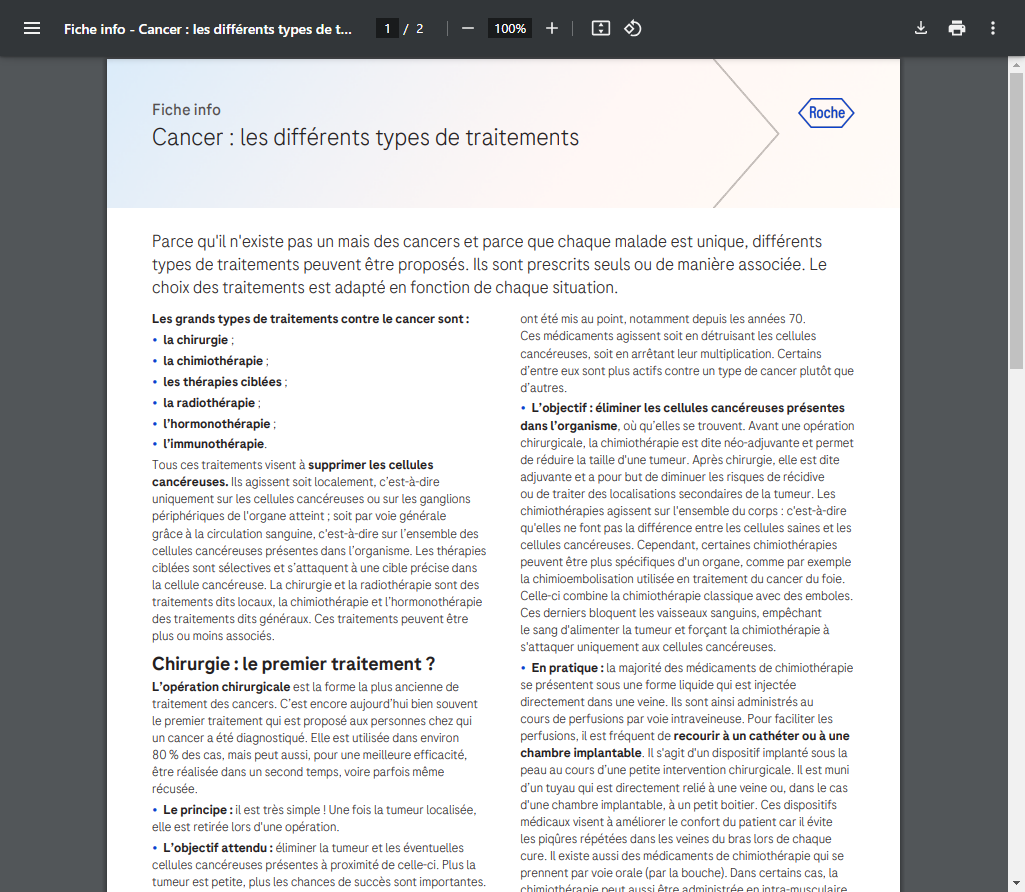 Fiche info - Cancer : les différents types de t...
1 / 2
100%
Fiche info
Cancer : les différents types de traitements
Roche
Parce qu'il n'existe pas un mais des cancers et parce que chaque malade est unique, différents
types de traitements peuvent être proposés. Ils sont prescrits seuls ou de manière associée. Le
choix des traitements est adapté en fonction de chaque situation.
Les grands types de traitements contre le cancer sont :
• la chirurgie ;
• la chimiothérapie ;
• les thérapies ciblées ;
• la radiothérapie ;
• l'hormonothérapie ;
• l'immunothérapie.
Tous ces traitements visent à supprimer les cellules
cancéreuses. Ils agissent soit localement, c'est-à-dire
uniquement sur les cellules cancéreuses ou sur les ganglions
périphériques de l'organe atteint ; soit par voie générale
grâce à la circulation sanguine, c'est-à-dire sur l'ensemble des
cellules cancéreuses présentes dans l'organisme. Les thérapies
ciblées sont sélectives et s'attaquent à une cible précise dans
la cellule cancéreuse. La chirurgie et la radiothérapie sont des
traitements dits locaux, la chimiothérapie et l'hormonothérapie
des traitements dits généraux. Ces traitements peuvent être
plus ou moins associés.
Chirurgie : le premier traitement ?
L'opération chirurgicale est la forme la plus ancienne de
traitement des cancers. C'est encore aujourd'hui bien souvent
le premier traitement qui est proposé aux personnes chez qui
un cancer a été diagnostiqué. Elle est utilisée dans environ
80 % des cas, mais peut aussi, pour une meilleure efficacité,
être réalisée dans un second temps, voire parfois même
récusée.
• Le principe : il est très simple ! Une fois la tumeur localisée,
elle est retirée lors d'une opération.
• L'objectif attendu : éliminer la tumeur et les éventuelles
cellules cancéreuses présentes à proximité de celle-ci. Plus la
tumeur est petite, plus les chances de succès sont importantes.
ont été mis au point, notamment depuis les années 70.
Ces médicaments agissent soit en détruisant les cellules
cancéreuses, soit en arrêtant leur multiplication. Certains
d'entre eux sont plus actifs contre un type de cancer plutôt que
d'autres.
• L'objectif : éliminer les cellules cancéreuses présentes
dans l'organisme, où qu'elles se trouvent. Avant une opération
chirurgicale, la chimiothérapie est dite néo-adjuvante et permet
de réduire la taille d'une tumeur. Après chirurgie, elle est dite
adjuvante et a pour but de diminuer les risques de récidive
ou de traiter des localisations secondaires de la tumeur. Les
chimiothérapies agissent sur l'ensemble du corps : c'est-à-dire
qu'elles ne font pas la différence entre les cellules saines et les
cellules cancéreuses. Cependant, certaines chimiothérapies
peuvent être plus spécifiques d'un organe, comme par exemple
la chimioembolisation utilisée en traitement du cancer du foie.
Celle-ci combine la chimiothérapie classique avec des emboles.
Ces derniers bloquent les vaisseaux sanguins, empêchant
le sang d'alimenter la tumeur et forçant la chimiothérapie à
s'attaquer uniquement aux cellules cancéreuses.
• En pratique : la majorité des médicaments de chimiothérapie
se présentent sous une forme liquide qui est injectée
directement dans une veine. Ils sont ainsi administrés au
cours de perfusions par voie intraveineuse. Pour faciliter les
perfusions, il est fréquent de recourir à un cathéter ou à une
chambre implantable. Il s'agit d'un dispositif implanté sous la
peau au cours d'une petite intervention chirurgicale. Il est muni
d'un tuyau qui est directement relié à une veine ou, dans le cas
d'une chambre implantable, à un petit boitier. Ces dispositifs
médicaux visent à améliorer le confort du patient car il évite
les piqûres répétées dans les veines du bras lors de chaque
cure. Il existe aussi des médicaments de chimiothérapie qui se
prennent par voie orale (par la bouche). Dans certains cas, la
chimiothérapie peut aussi être administrée en intra-musculaire